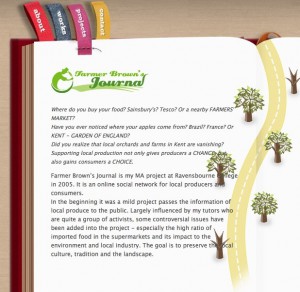 about
works
projects
contact
Farmer Brown's
Journal
Where do you buy your food? Sainsbury's? Tesco? Or a nearby FARMERS
MARKET?
Have you ever noticed where your apples come from? Brazil? France? Or
KENT - GARDEN OF ENGLAND?
Did you realize that local orchards and farms in Kent are vanishing?
Supporting local production not only gives producers a CHANCE but
also gains consumers a CHOICE.
Farmer Brown's Journal is my MA project at Ravensbourne College
in 2005. It is an online social network for local producers and
consumers.
In the beginning it was a mild project passes the information of
local produce to the public. Largely influenced by my tutors who
are quite a group of activits, some controversial issues have
been added into the project - especially the high ratio of
imported food in the supermarkets and its impact to the
environment and local industry. The goal is to preserve the local
culture, tradition and the landscape.